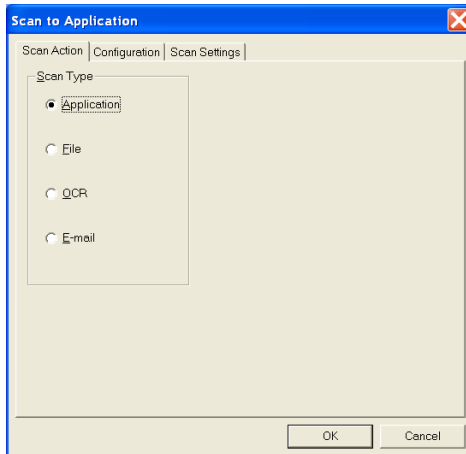 Scan to Application
Scan Action Configuration Scan Settings
Scan Type
Application
File
OCR
E-mail
OK Cancel